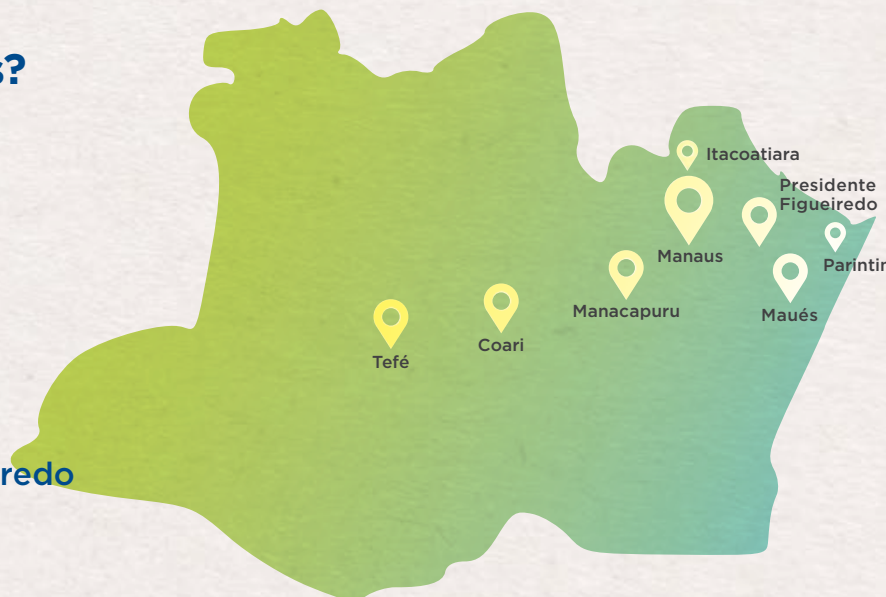 s?
Itacoatiara
Presidente
Figueiredo
Manaus
Parintin
Manacapuru
Maués
Coari
Tefé
redo